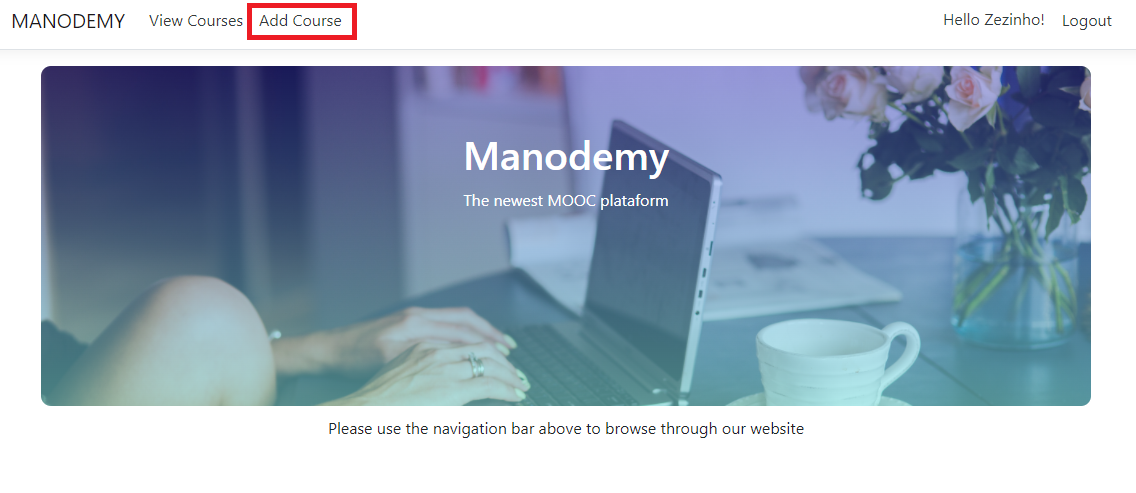 MANODEMY View Courses Add Course Hello Zezinho! Logout
Manodemy
The newest MOOC plataform
Please use the navigation bar above to browse through our website